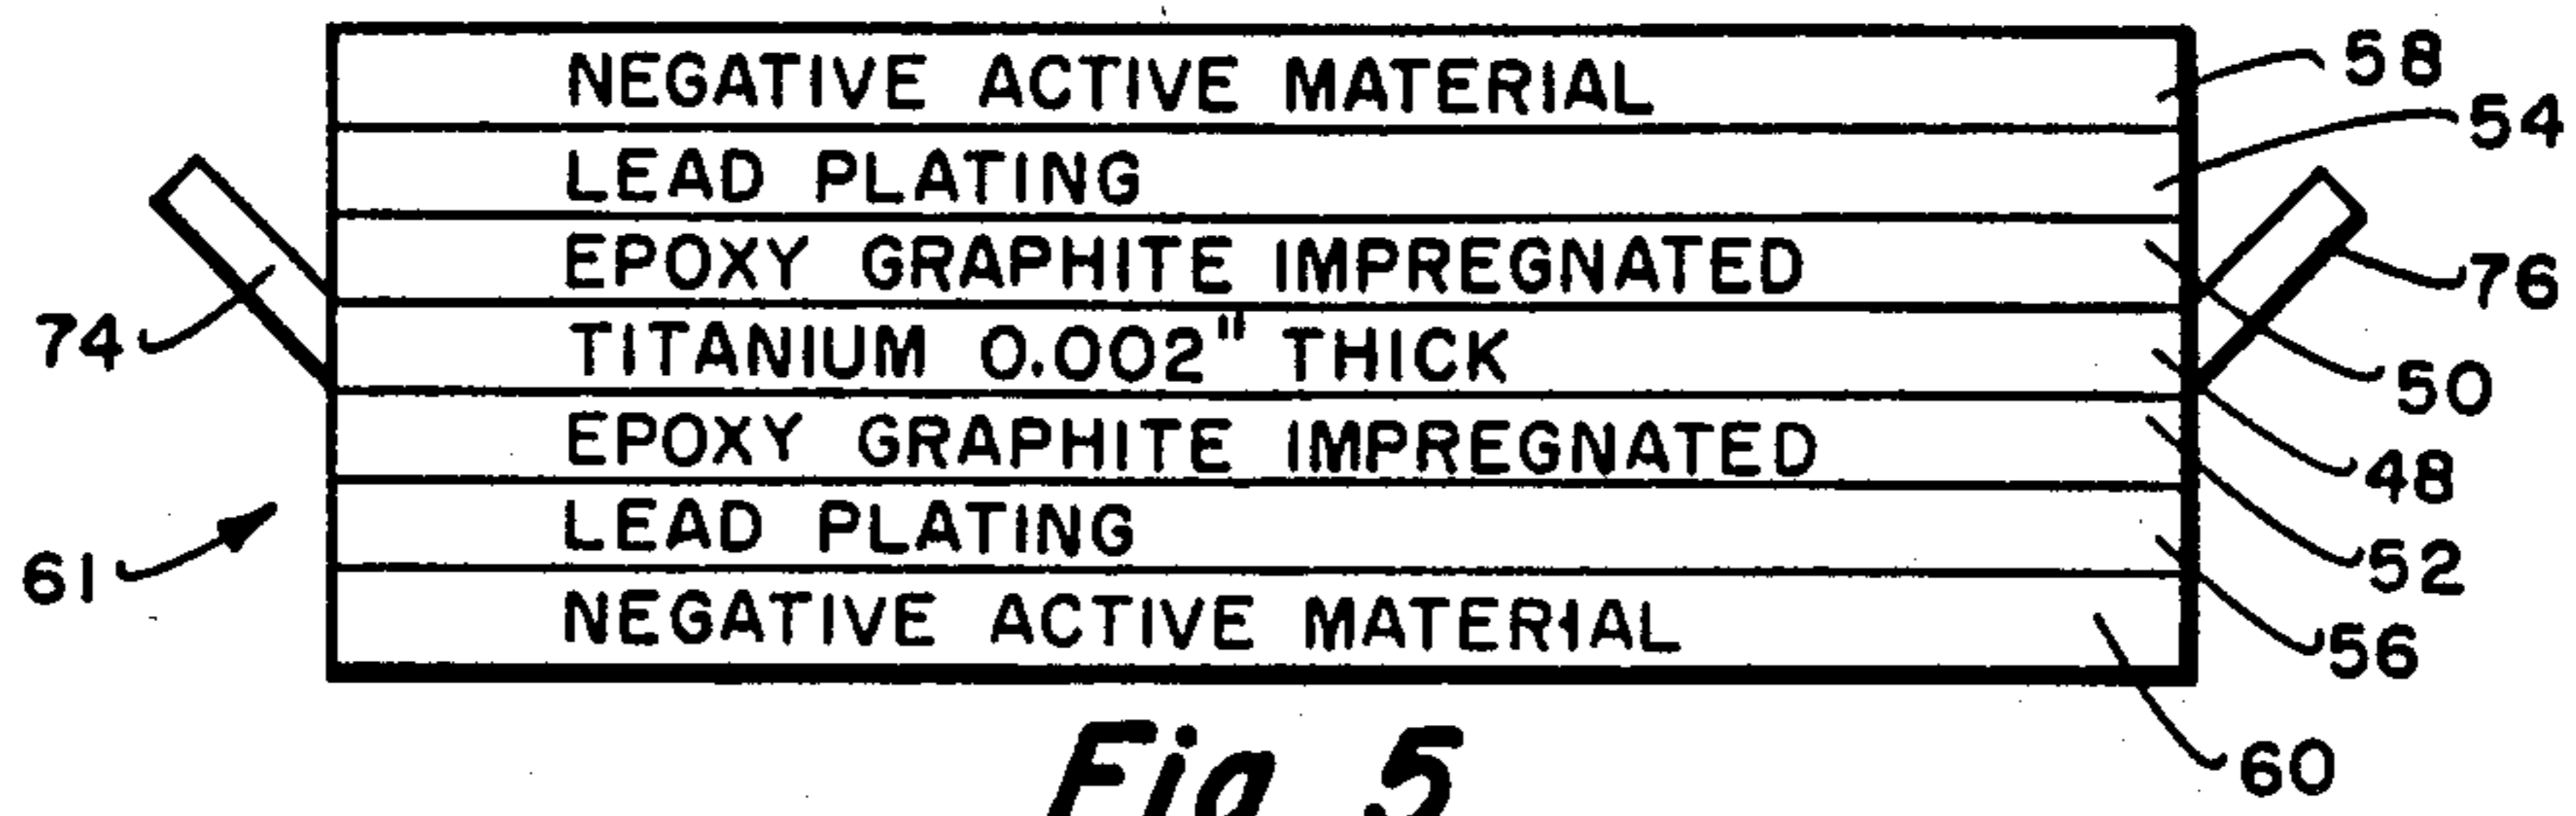 NEGATIVE ACTIVE MATERIAL
58
LEAD PLATING
54
EPOXY GRAPHITE IMPREGNATED
76
74
TITANIUM 0.002" THICK
50
EPOXY GRAPHITE IMPREGNATED
48
LEAD PLATING
61
52
NEGATIVE ACTIVE MATERIAL
56
60
Fig 5